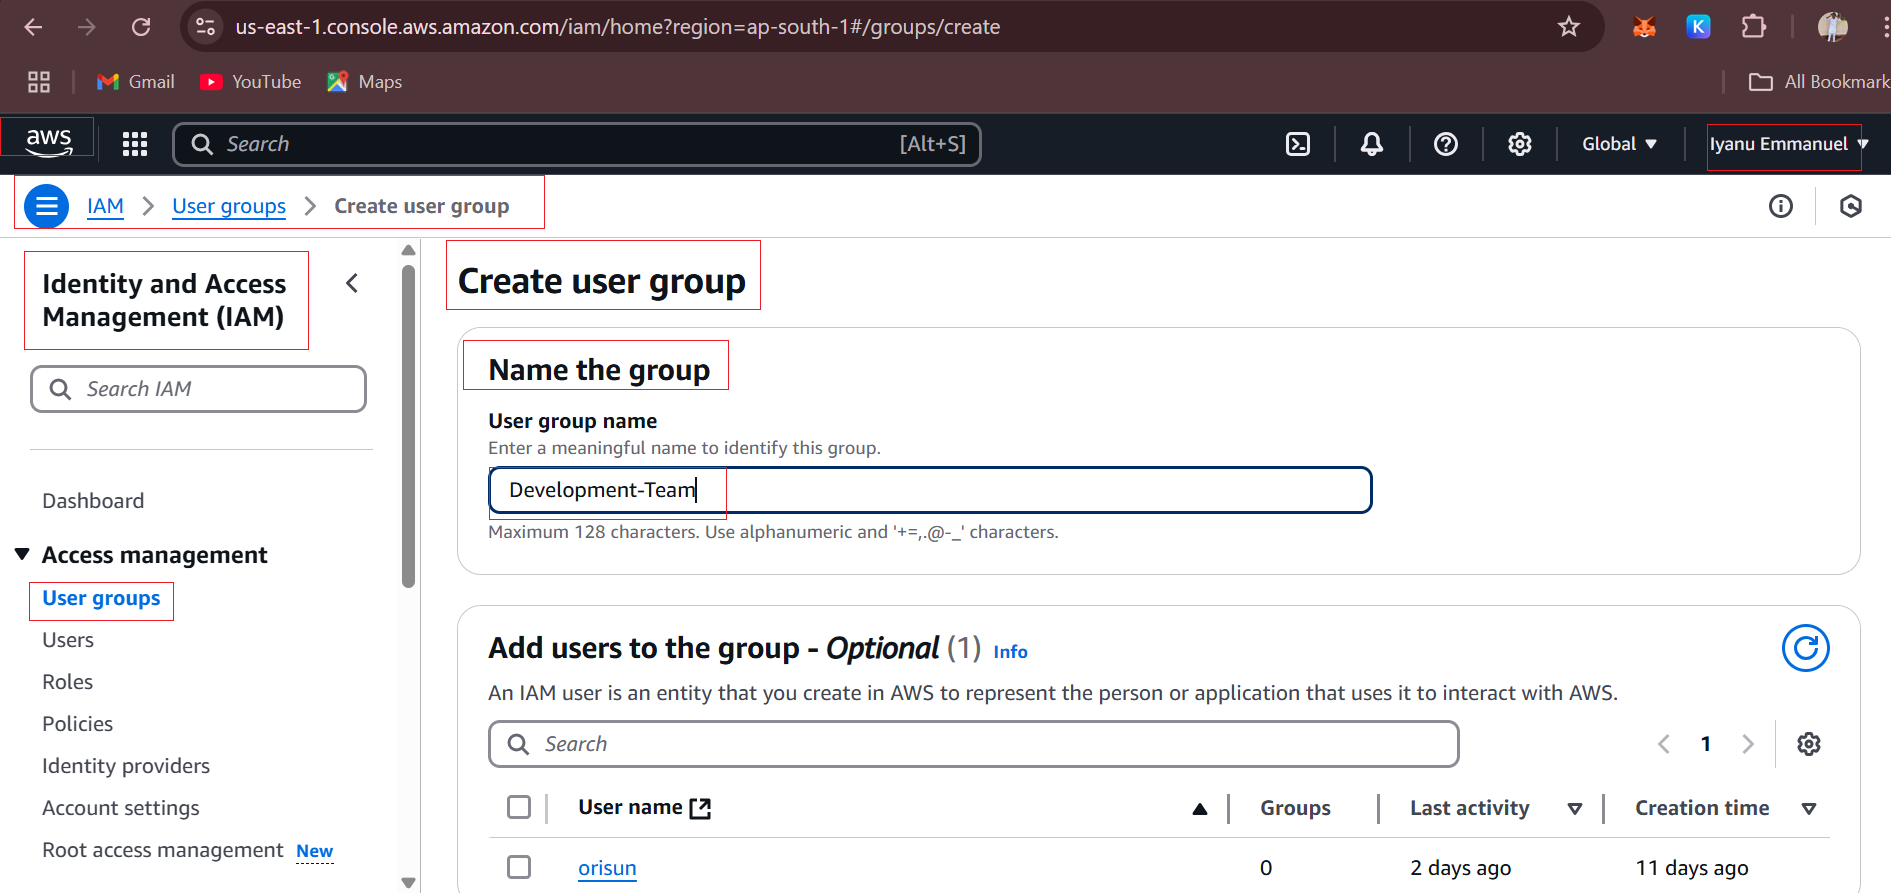 us-east-1.console.aws.amazon.com/iam/home?region=ap-south-1#/groups/create
K
Gmail
YouTube
Maps
All Bookmark
aws
Search
[Alt+S]
Global
Iyanu Emmanuel
IAM
User groups
Create user group
Identity and Access
Management (IAM)
Search IAM
Dashboard
Access management
User groups
Users
Roles
Policies
Identity providers
Account settings
Root access management New
Create user group
Name the group
User group name
Enter a meaningful name to identify this group.
Development-Team
Maximum 128 characters. Use alphanumeric and '+=,.@-_' characters.
Add users to the group - Optional (1) Info
An IAM user is an entity that you create in AWS to represent the person or application that uses it to interact with AWS.
Search
1
User name Groups Last activity Creation time
orisun 0 2 days ago 11 days ago